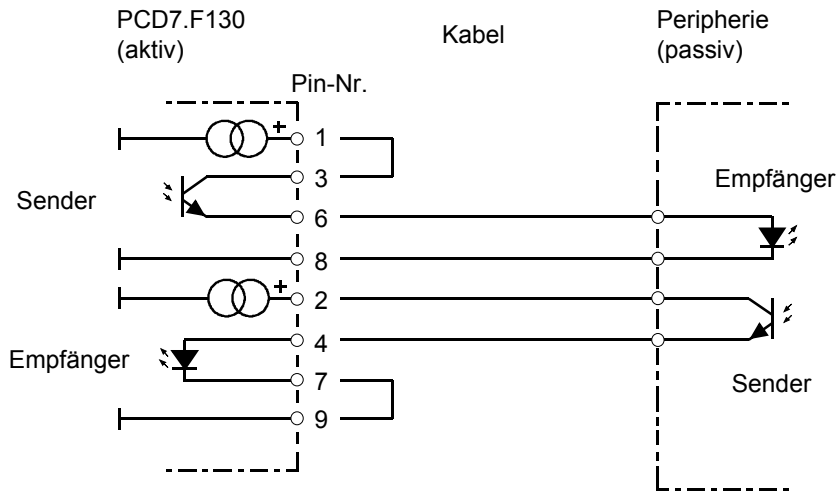 PCD7.F130
(aktiv)
Kabel
Peripherie
(passiv)
Pin-Nr.
+
1
3
Sender
6
8
+
2
4
Empfänger
7
9
Empfänger
Sender